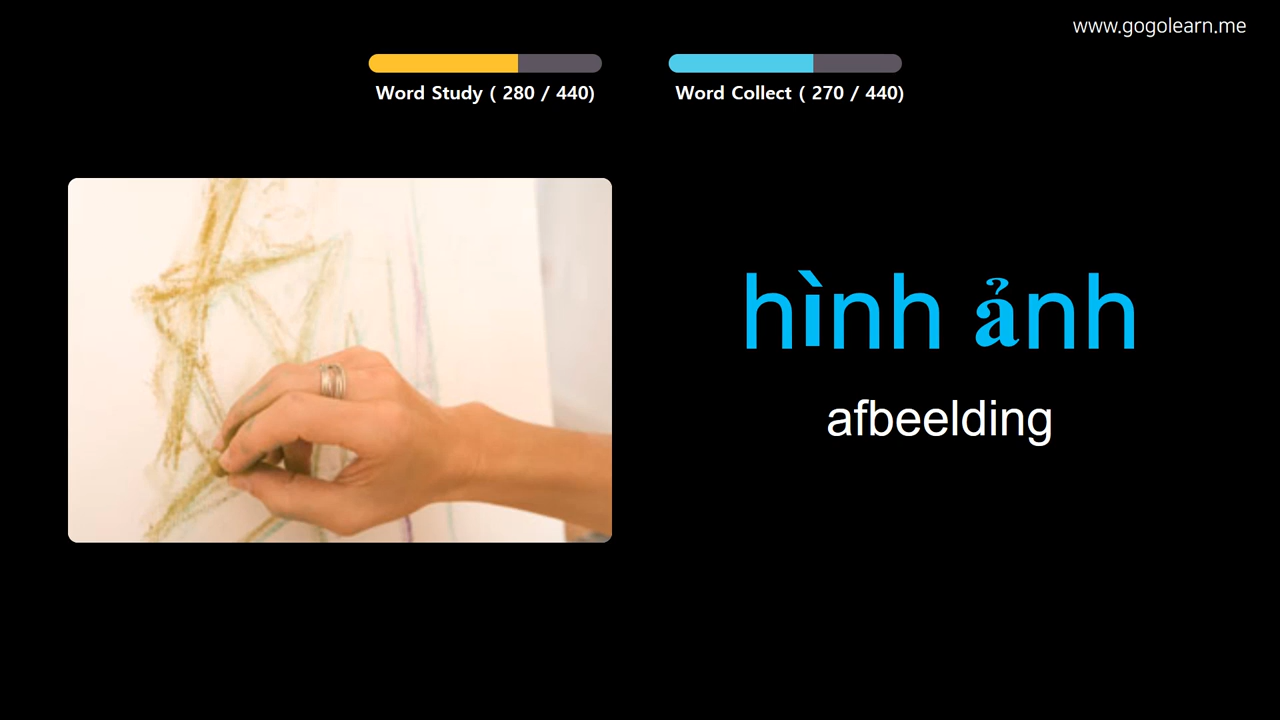 www.gogolearn.me
Word Study ( 280 / 440)
Word Collect ( 270 / 440)
hình ảnh
afbeelding